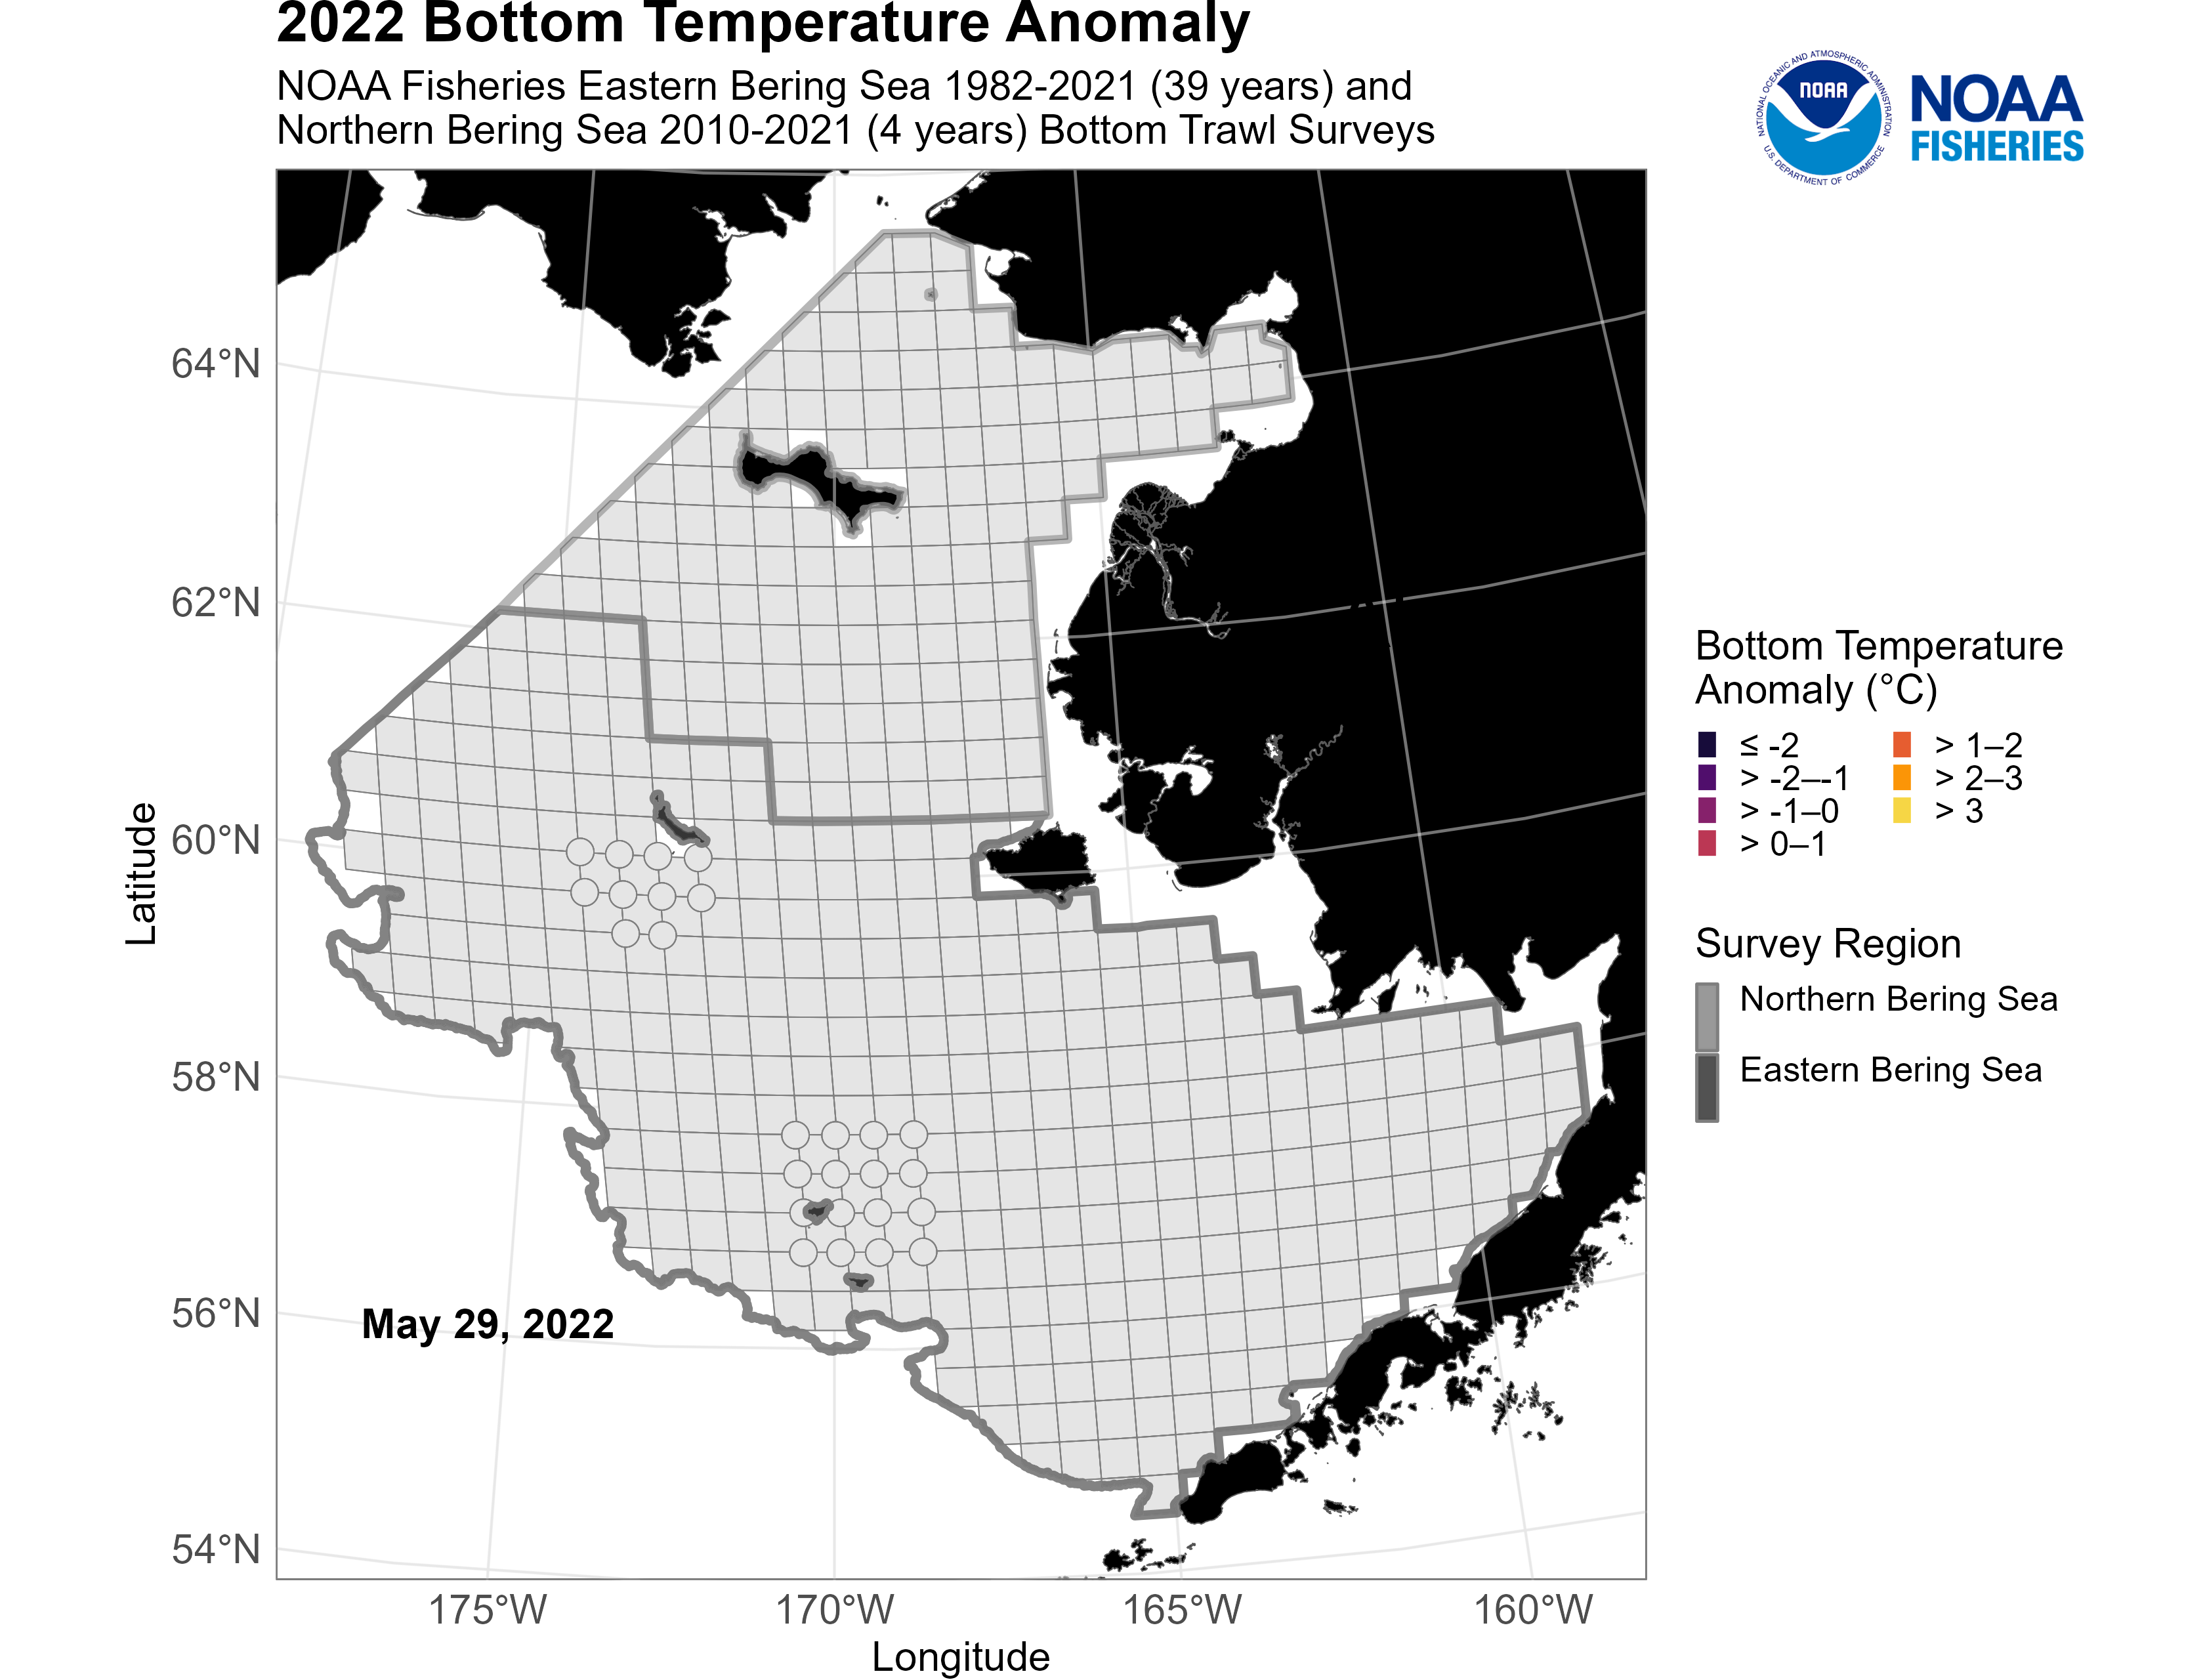 2022 Bottom Temperature Anomaly
NOAA Fisheries Eastern Bering Sea 1982-2021 (39 years) and
Northern Bering Sea 2010-2021 (4 years) Bottom Trawl Surveys
NATIONAL OCEANIC AND ATMOSPHERIC ADMINISTRATION
NOAA
U.S. DEPARTMENT OF COMMERCE
NOAA
FISHERIES
64°N
62°N
60°N
58°N
56°N
54°N
Latitude
May 29, 2022
175°W
170°W
165°W
160°W
Longitude
Bottom Temperature
Anomaly (°C)
≤ -2
> -2–-1
> -1–0
> 0–1
> 1–2
> 2–3
> 3
Survey Region
Northern Bering Sea
Eastern Bering Sea